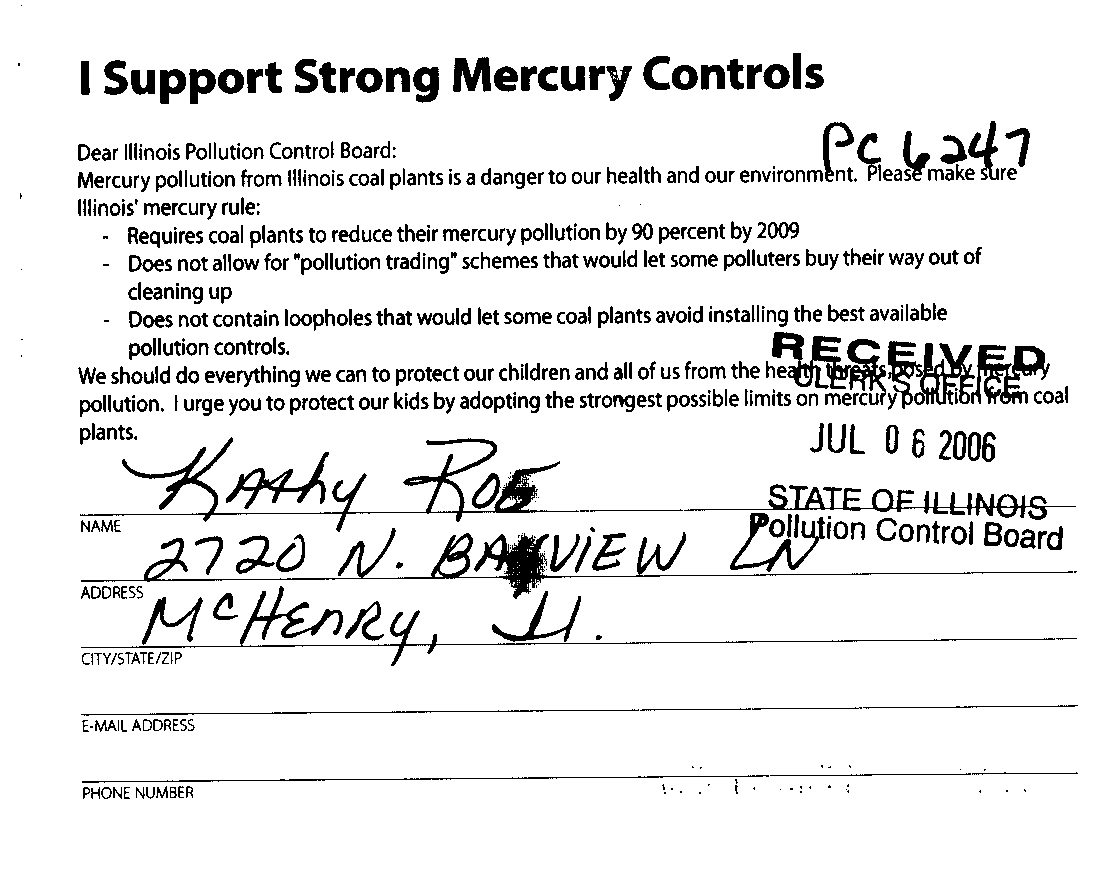 I Support Strong Mercury Controls
PC 6247
Dear Illinois Pollution Control Board:
Mercury pollution from Illinois coal plants is a danger to our health and our environment. Please make sure
Illinois' mercury rule:
- Requires coal plants to reduce their mercury pollution by 90 percent by 2009
- Does not allow for "pollution trading" schemes that would let some polluters buy their way out of
cleaning up
- Does not contain loopholes that would let some coal plants avoid installing the best available
pollution controls.
RECEIVED
We should do everything we can to protect our children and all of us from the health threats posed by mercury
CLERK'S OFFICE
pollution. I urge you to protect our kids by adopting the strongest possible limits on mercury pollution from coal
plants.
JUL 06 2006
Kathy Roe
STATE OF ILLINOIS
NAME
Pollution Control Board
2720 N. VIEW LN
ADDRESS
McHENRY, Il.
CITY/STATE/ZIP
E-MAIL ADDRESS
PHONE NUMBER